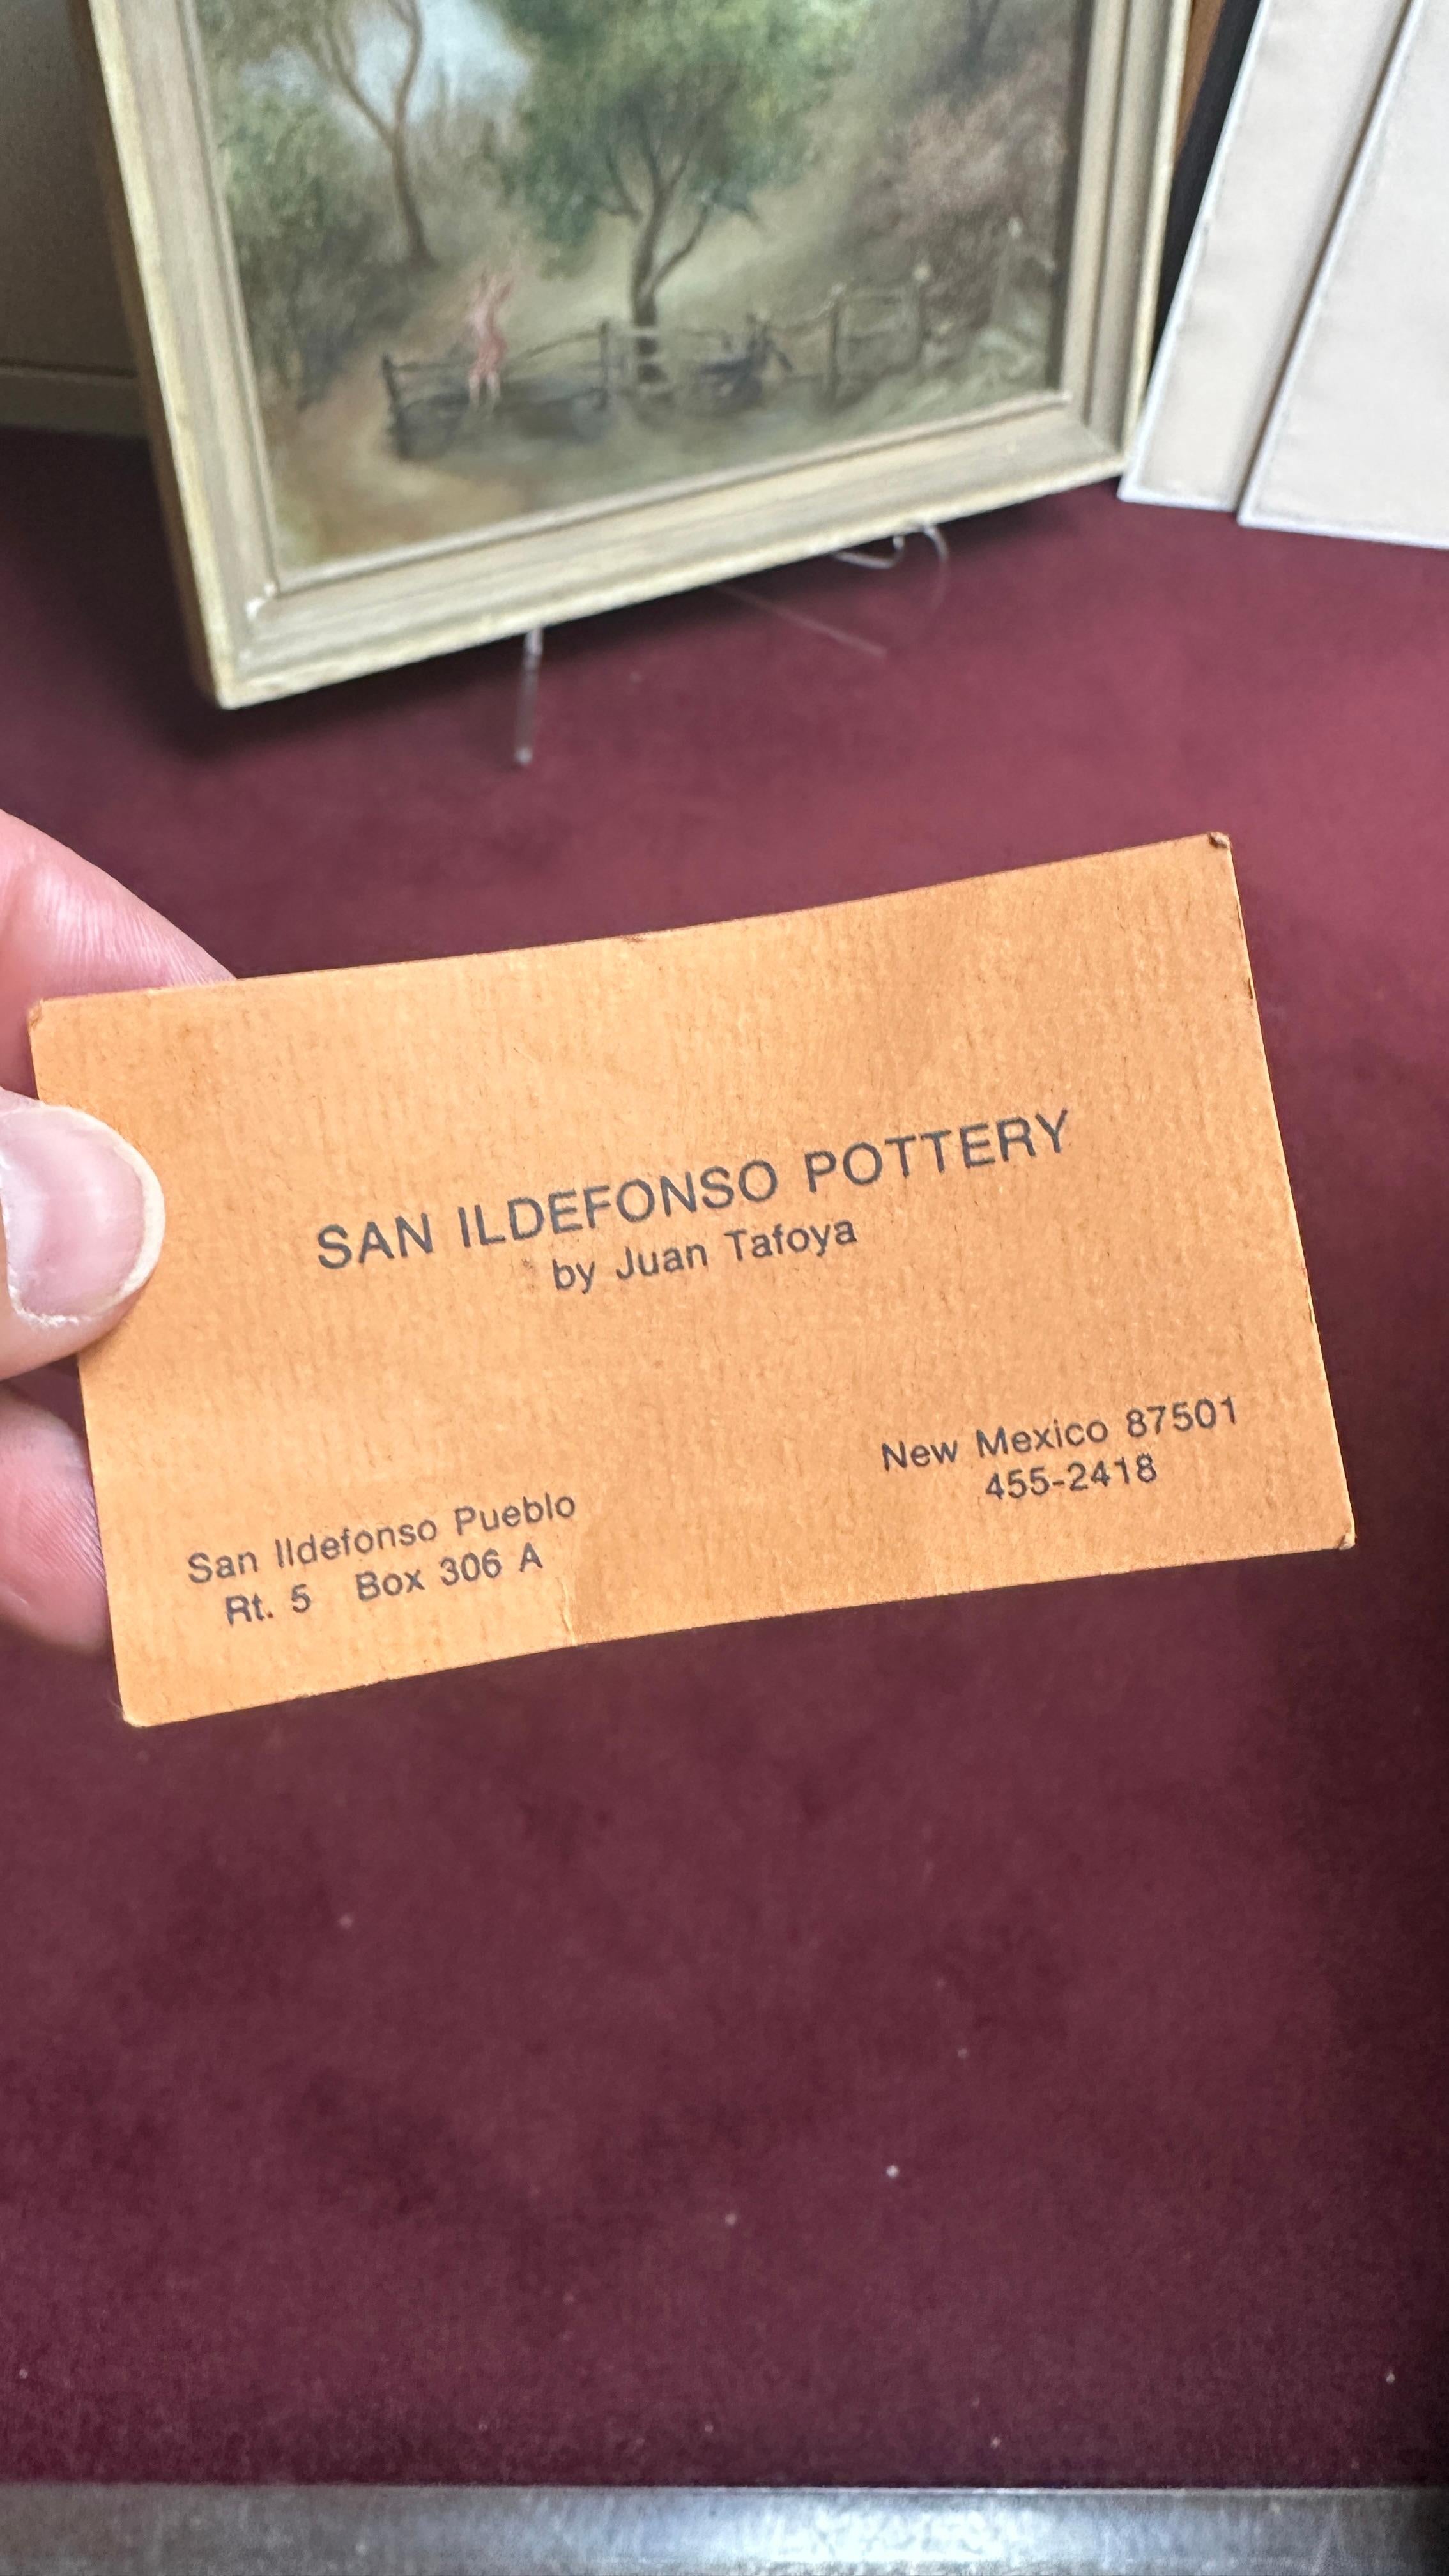 SAN ILDEFONSO POTTERY
by Juan Tafoya
San Ildefonso Pueblo
Rt. 5 Box 306 A
New Mexico 87501
455-2418